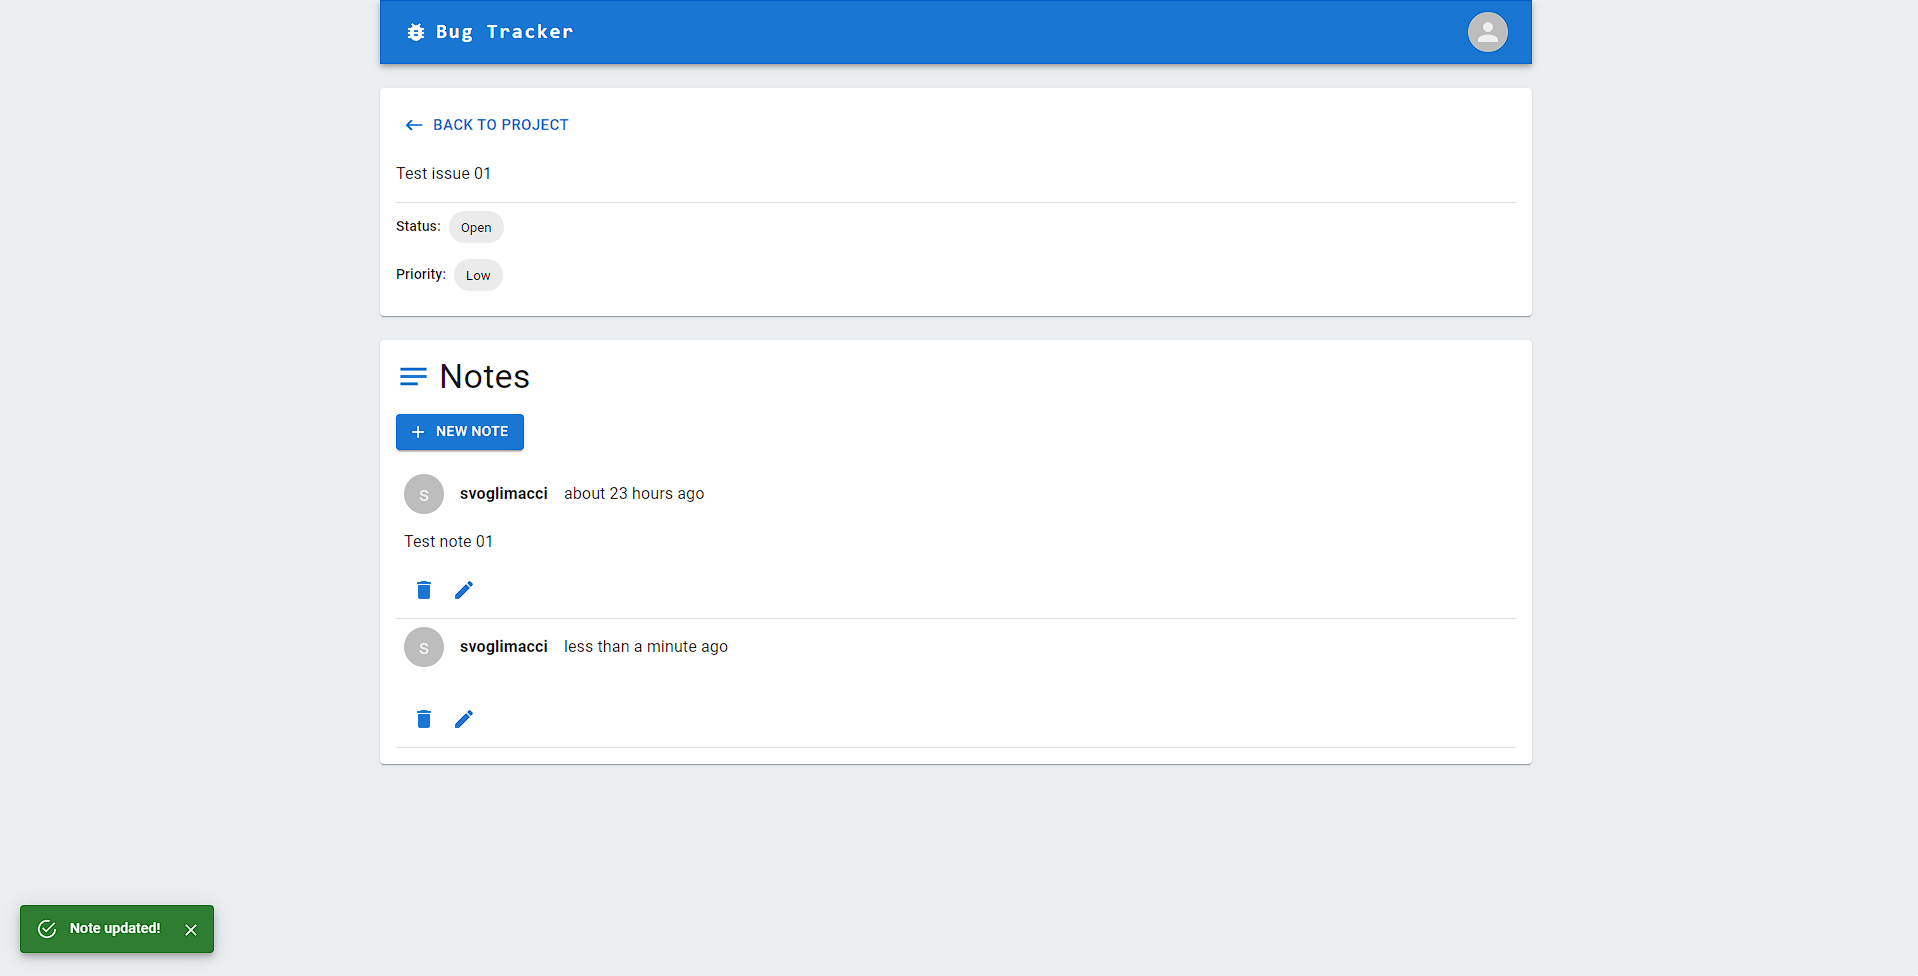 Bug Tracker
BACK TO PROJECT
Test issue 01
Status: Open
Priority: Low
Notes
NEW NOTE
S svoglimacci about 23 hours ago
Test note 01
S svoglimacci less than a minute ago
Note updated!